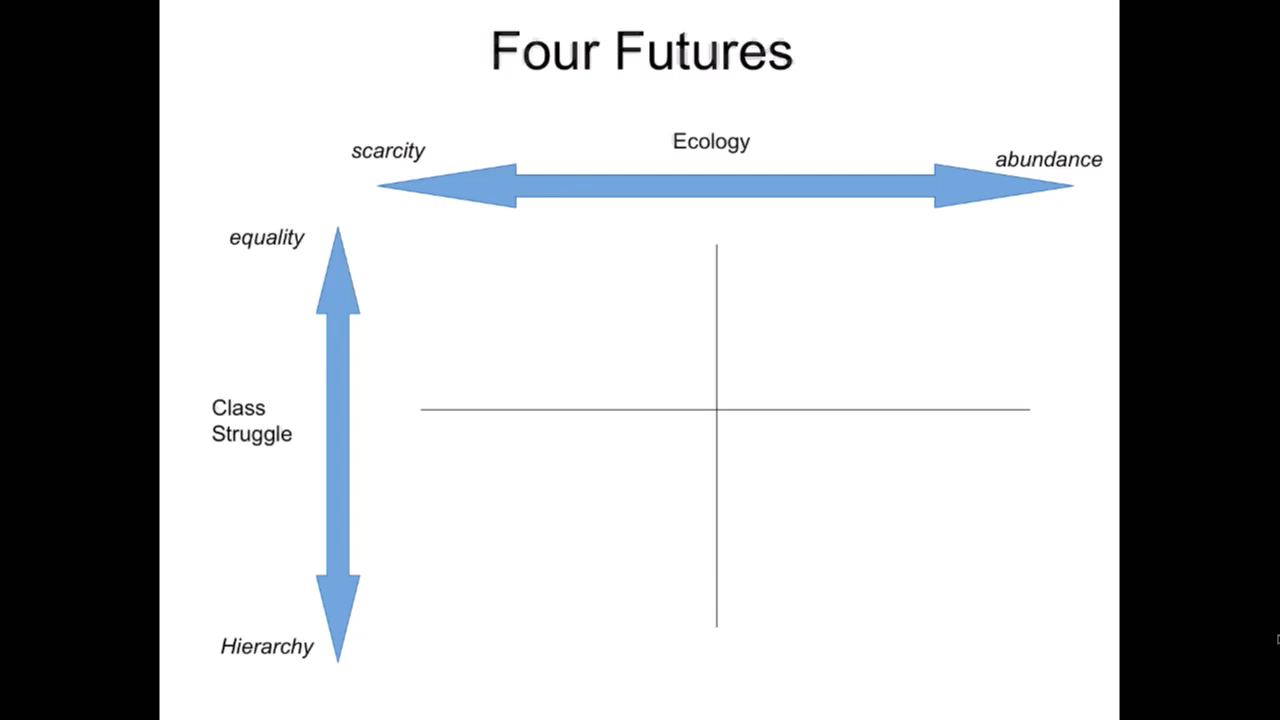 Four Futures
Ecology
scarcity
abundance
equality
Class
Struggle
Hierarchy